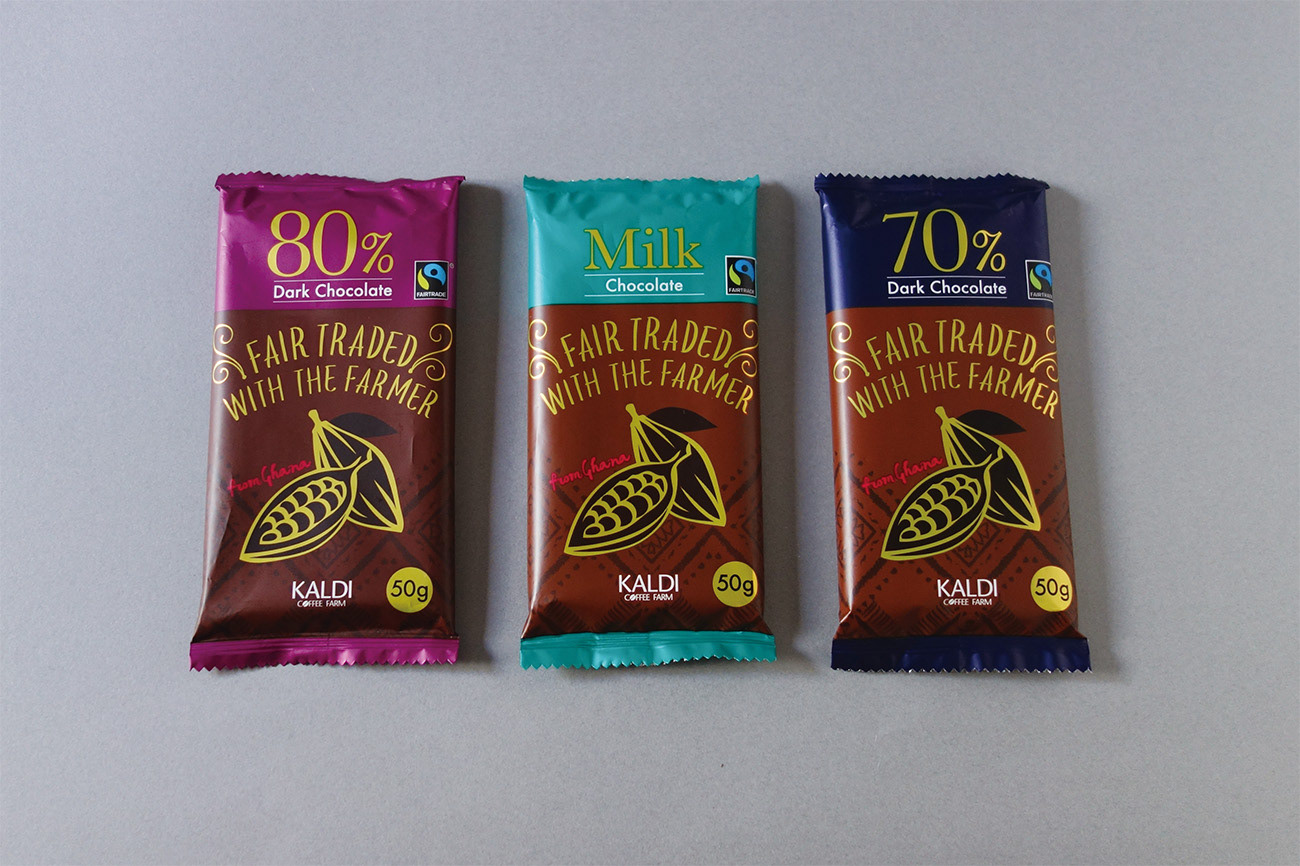 80%
Dark Chocolate
FAIRTRADE
FAIR TRADED
WITH THE FARMER
from Ghana
KALDI
COFFEE FARM
50g
Milk
Chocolate
FAIRTRADE
FAIR TRADED
WITH THE FARMER
from Ghana
KALDI
COFFEE FARM
50g
70%
Dark Chocolate
FAIRTRADE
FAIR TRADED
WITH THE FARMER
from Ghana
KALDI
COFFEE FARM
50g